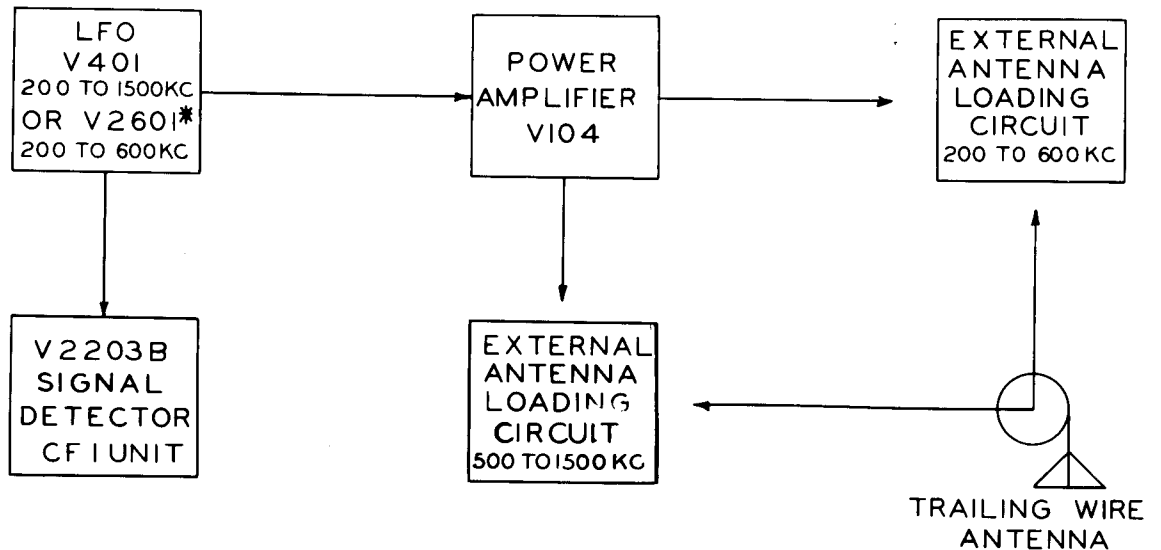 LFO
V401
200 TO 1500KC
OR V2601*
200 TO 600KC
POWER
AMPLIFIER
V104
EXTERNAL
ANTENNA
LOADING
CIRCUIT
200 TO 600KC
V2203B
SIGNAL
DETECTOR
CFI UNIT
EXTERNAL
ANTENNA
LOADING
CIRCUIT
500 TO 1500 KC
TRAILING WIRE
ANTENNA